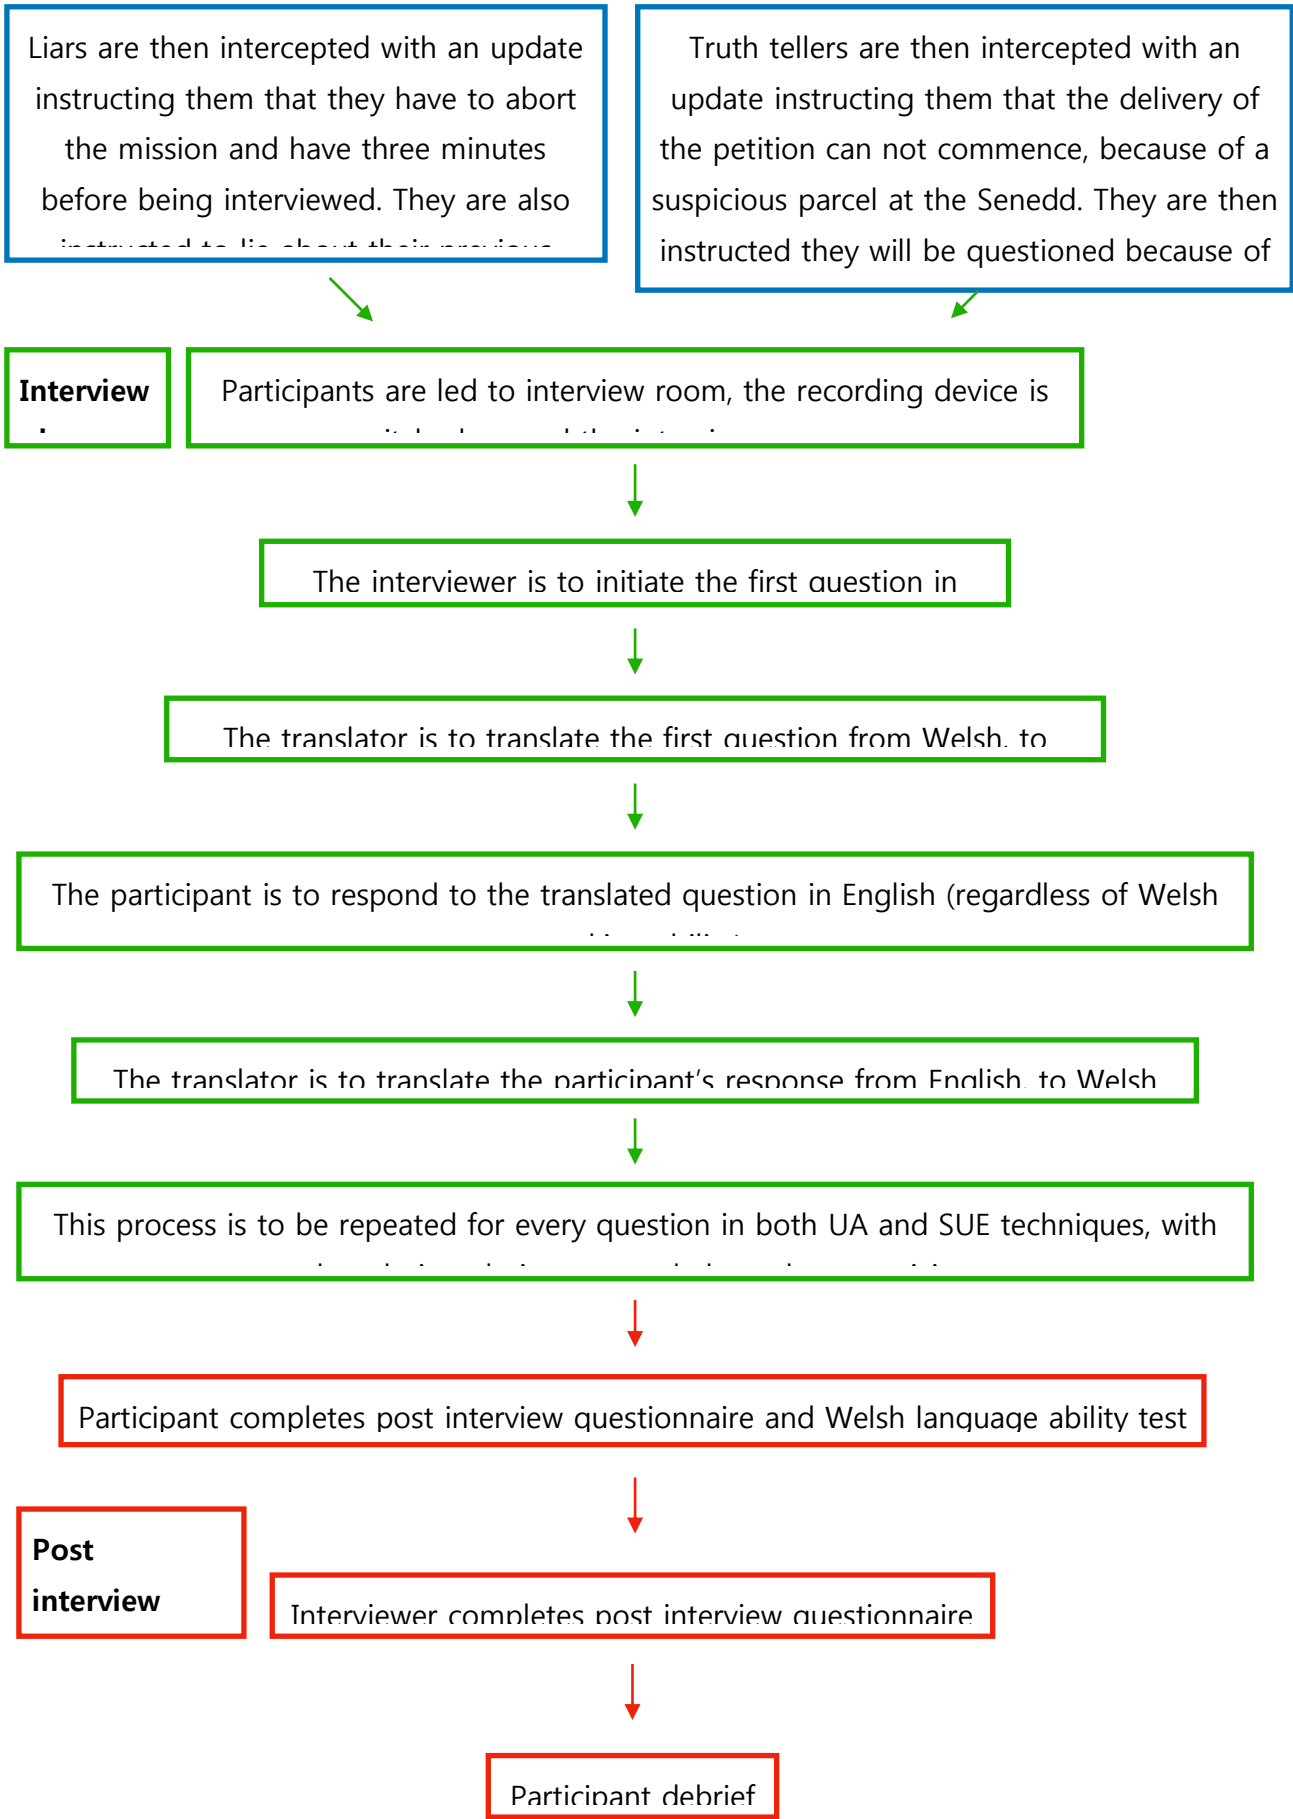 Liars are then intercepted with an update
instructing them that they have to abort
the mission and have three minutes
before being interviewed. They are also
instructed to lie about their previous
Truth tellers are then intercepted with an
update instructing them that the delivery of
the petition can not commence, because of a
suspicious parcel at the Senedd. They are then
instructed they will be questioned because of
Interview
Participants are led to interview room, the recording device is
The interviewer is to initiate the first question in
The translator is to translate the first question from Welsh, to
The participant is to respond to the translated question in English (regardless of Welsh
The translator is to translate the participant's response from English, to Welsh
This process is to be repeated for every question in both UA and SUE techniques, with
Participant completes post interview questionnaire and Welsh language ability test
Post
interview
Interviewer completes post interview questionnaire
Participant debrief